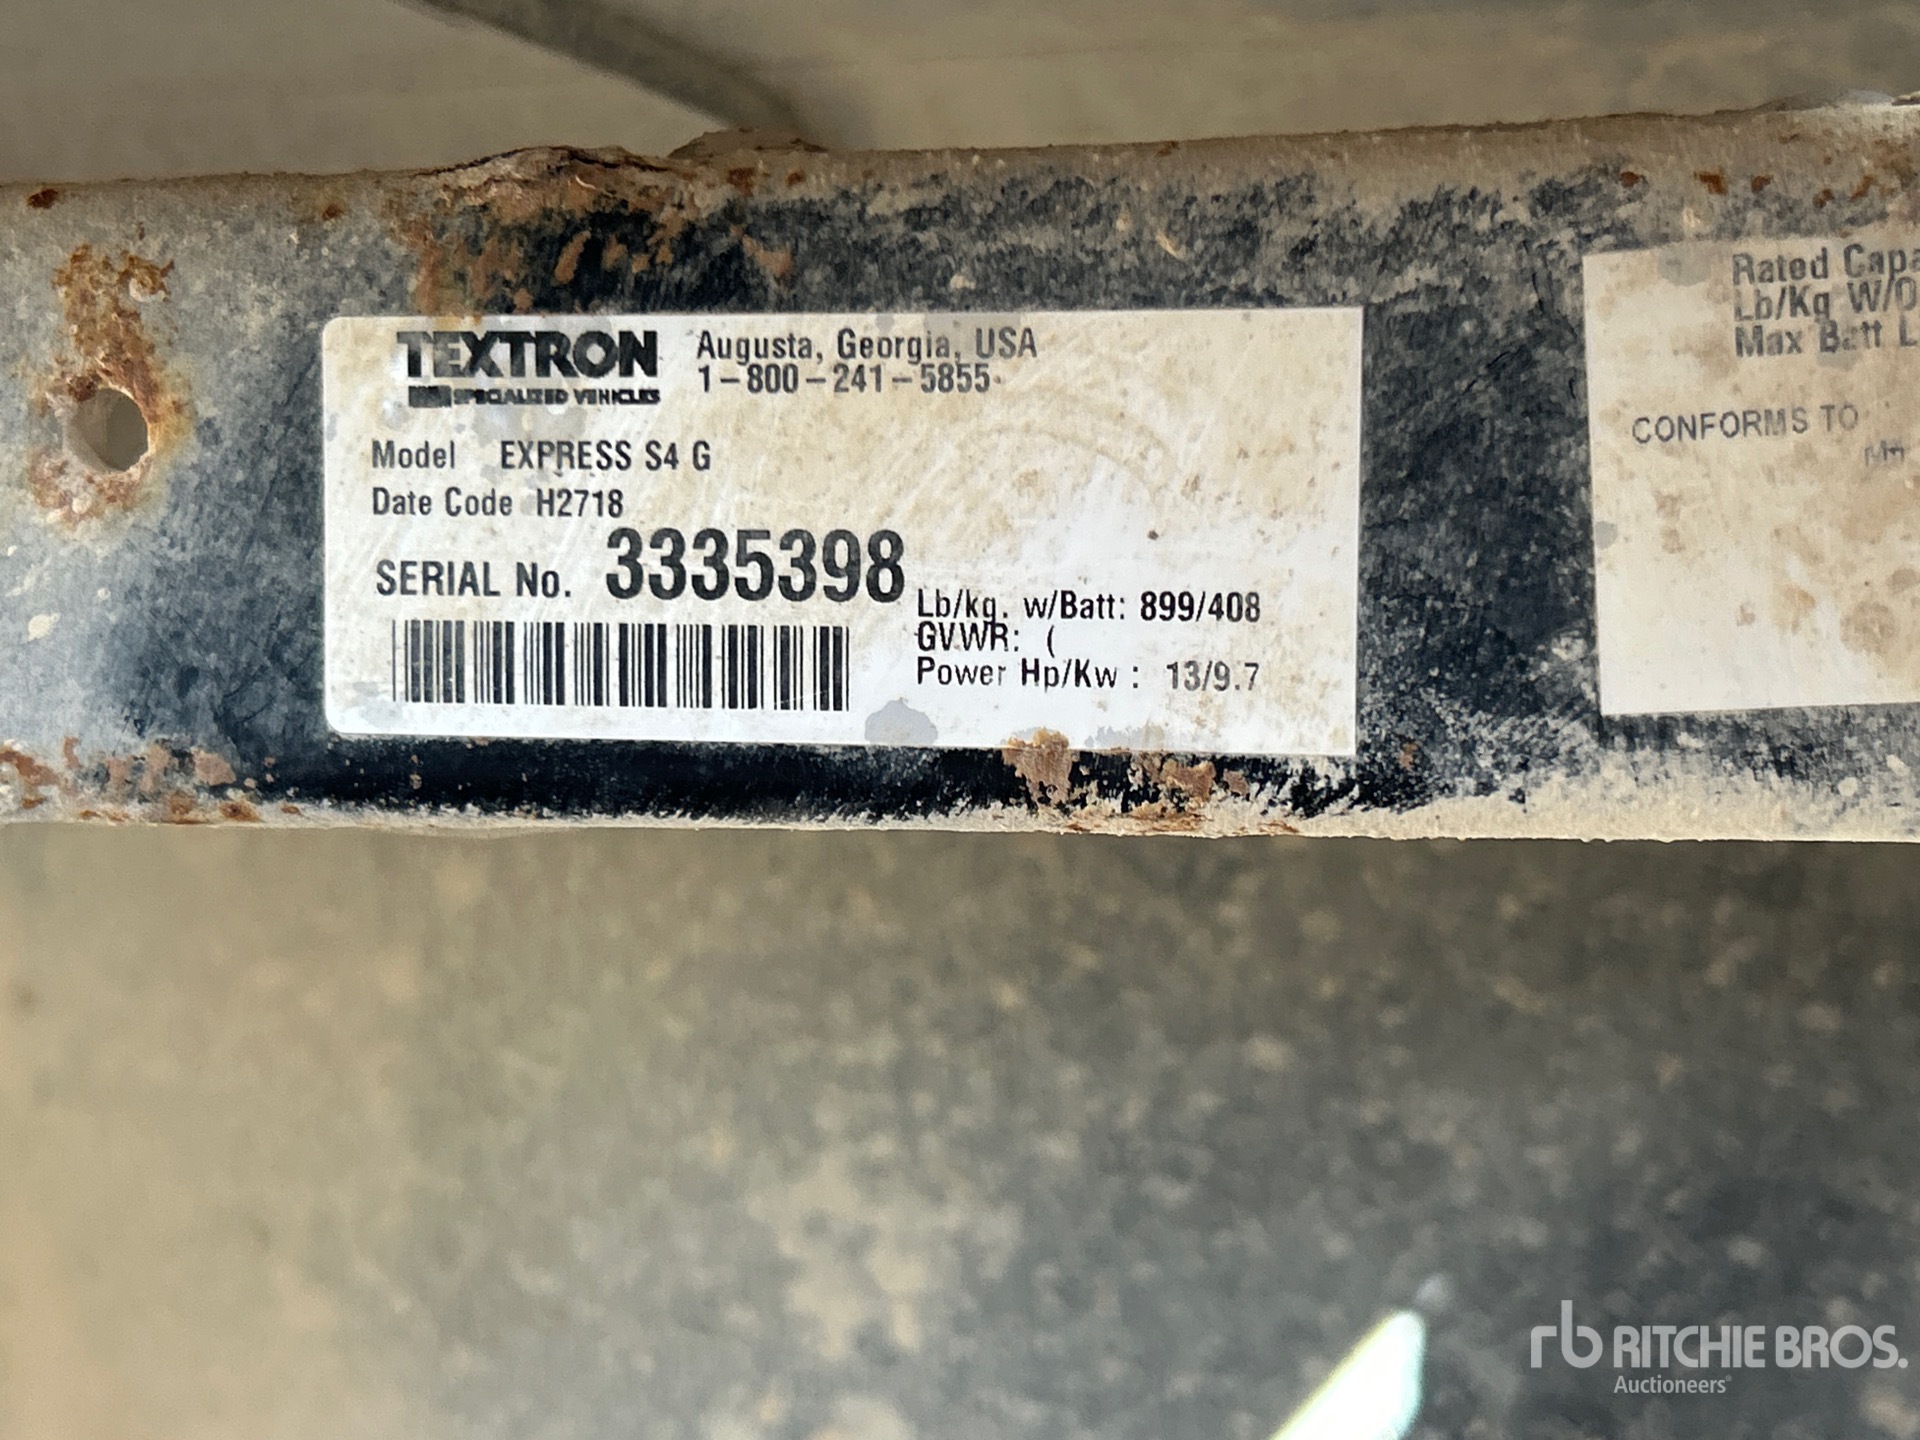 TEXTRON
SPECIALIZED VEHICLES
Augusta, Georgia, USA
1-800-241-5855
Model EXPRESS S4 G
Date Code H2718
SERIAL No. 3335398
Lb/kg. w/Batt: 899/408
GVWR: (
Power Hp/Kw : 13/9.7
Rated Capa
Lb/Kg W/O
Max Batt L
CONFORMS TO
rb RITCHIE BROS.
Auctioneers